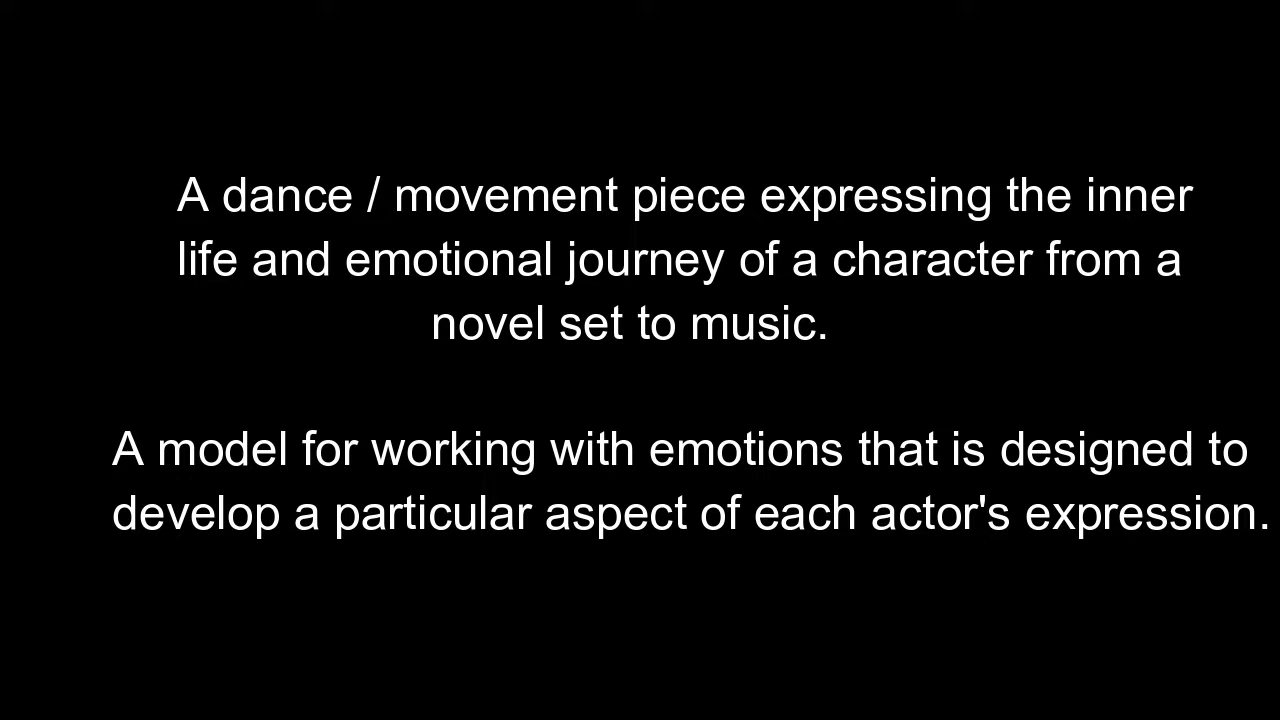 A dance / movement piece expressing the inner
life and emotional journey of a character from a
novel set to music.
A model for working with emotions that is designed to
develop a particular aspect of each actor's expression.